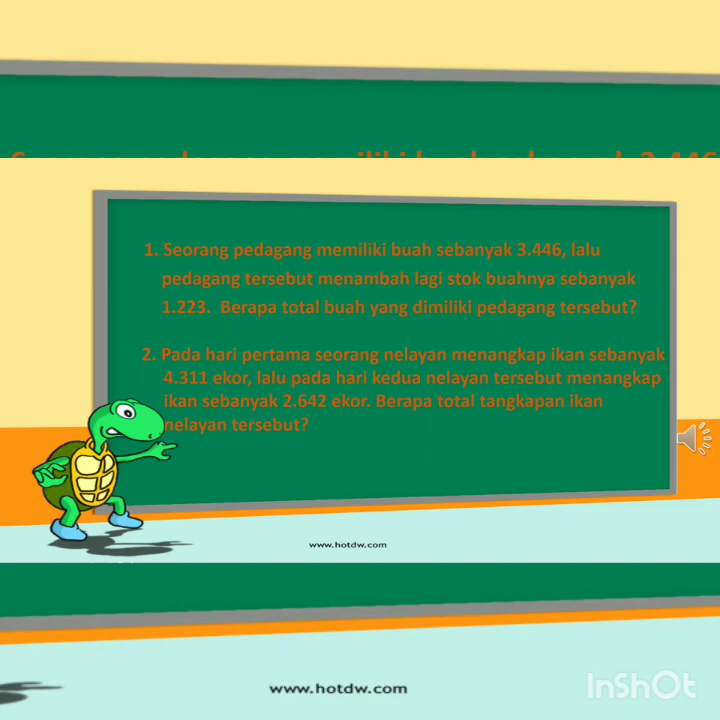 1. Seorang pedagang memiliki buah sebanyak 3.446, lalu
pedagang tersebut menambah lagi stok buahnya sebanyak
1.223. Berapa total buah yang dimiliki pedagang tersebut?
2. Pada hari pertama seorang nelayan menangkap ikan sebanyak
4.311 ekor, lalu pada hari kedua nelayan tersebut menangkap
ikan sebanyak 2.642 ekor. Berapa total tangkapan ikan
nelayan tersebut?
www.hotdw.com
www.hotdw.com
InShOt